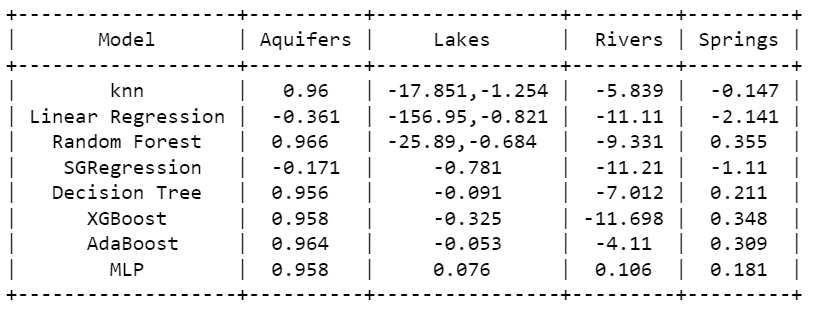 +-------------------+----------+----------------+---------+---------+
|       Model       | Aquifers |     Lakes      |  Rivers | Springs |
+-------------------+----------+----------------+---------+---------+
|        knn        |   0.96   | -17.851,-1.254 |  -5.839 |  -0.147 |
| Linear Regression |  -0.361  | -156.95,-0.821 |  -11.11 |  -2.141 |
|   Random Forest   |  0.966   | -25.89,-0.684  |  -9.331 |  0.355  |
|    SGRegression   |  -0.171  |     -0.781     |  -11.21 |  -1.11  |
|   Decision Tree   |  0.956   |     -0.091     |  -7.012 |  0.211  |
|      XGBoost      |  0.958   |     -0.325     | -11.698 |  0.348  |
|      AdaBoost     |  0.964   |     -0.053     |  -4.11  |  0.309  |
|        MLP        |  0.958   |     0.076      |  0.106  |  0.181  |
+-------------------+----------+----------------+---------+---------+